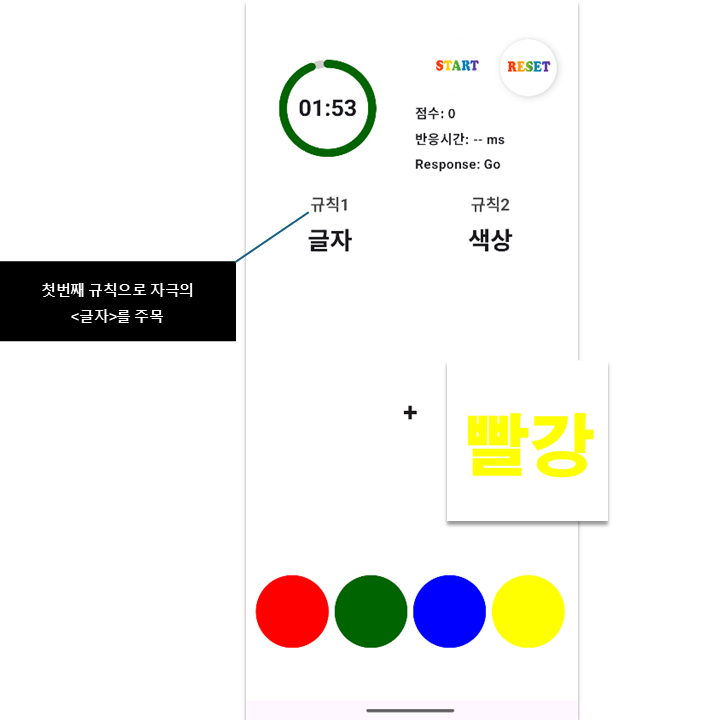 START
RESET
01:53
점수: 0
반응시간: -- ms
Response: Go
규칙1
규칙2
글자
색상
첫번째 규칙으로 자극의
<글자>를 주목
+
빨강